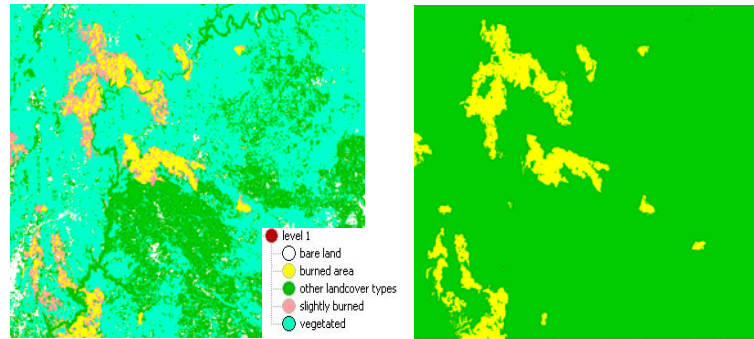 level 1
bare land
burned area
other landcover types
slightly burned
vegetated